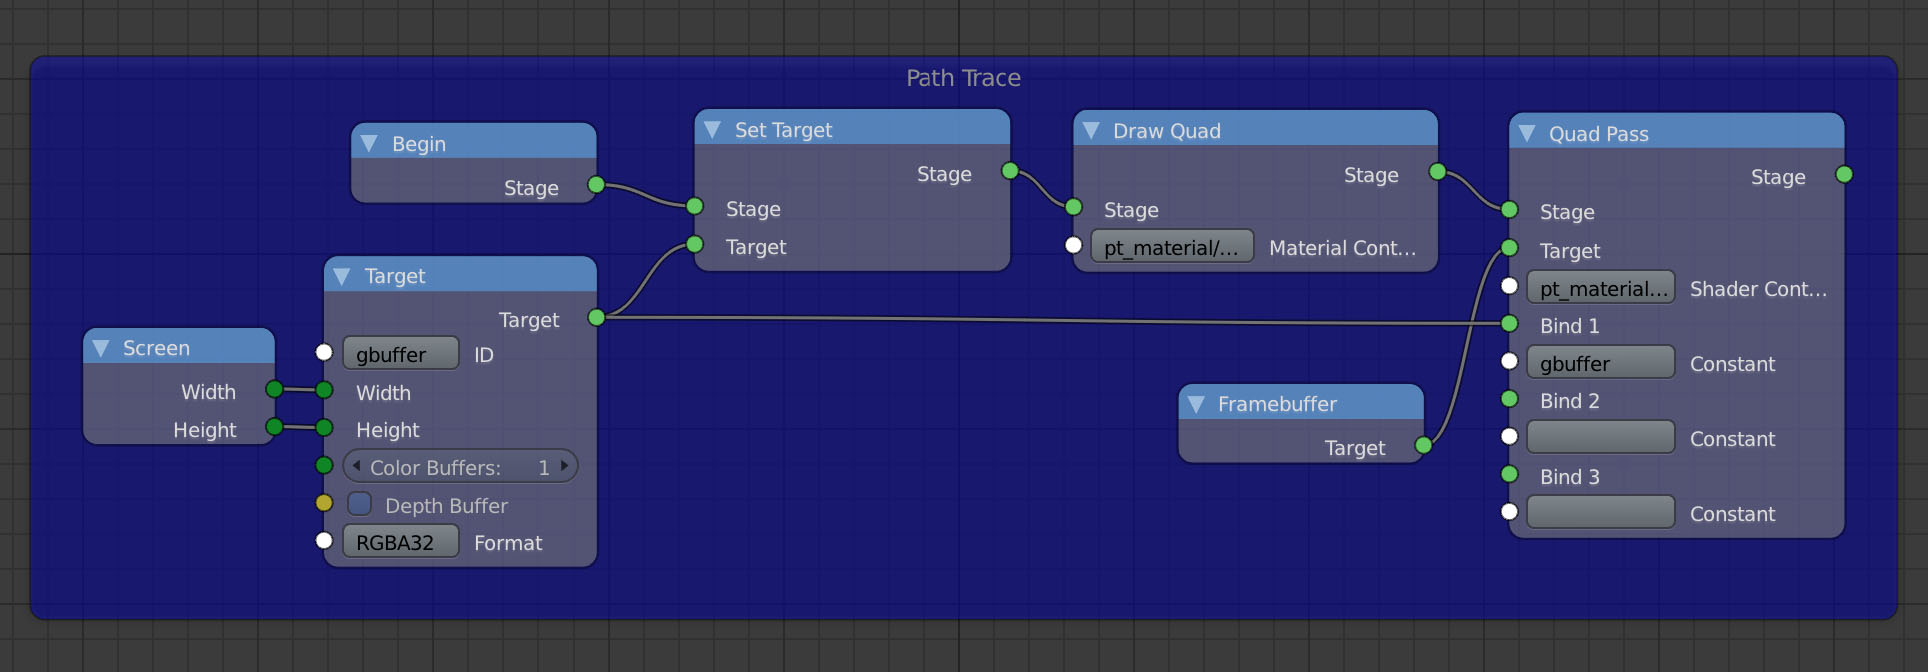 Path Trace
Begin
Stage
Set Target
Stage
Stage
Target
Draw Quad
Stage
Stage
pt_material/... Material Cont...
Quad Pass
Stage
Stage
Target
pt_material... Shader Cont...
Bind 1
gbuffer Constant
Bind 2
Constant
Bind 3
Constant
Target
Target
gbuffer ID
Width
Height
Color Buffers: 1
Depth Buffer
RGBA32 Format
Screen
Width
Height
Framebuffer
Target